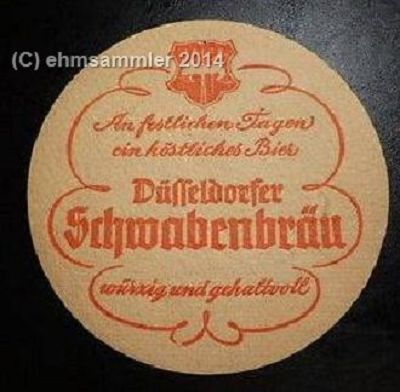 (C) ehmsammler 2014
An festlichen Tagen
ein köstliches Bier
Düsseldorfer
Schwabenbräu
würzig und gehaltvoll